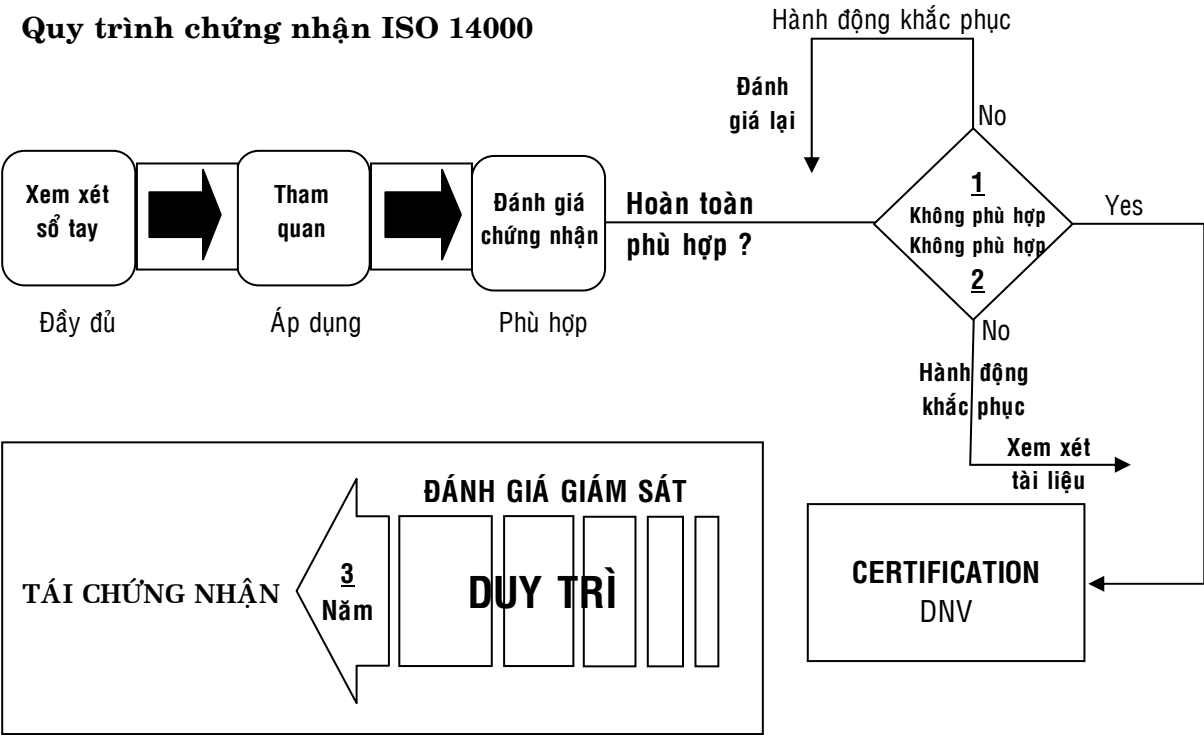 Quy trình chứng nhận ISO 14000
Hành động khắc phục
Đánh
giá lại
No
Xem xét
sổ tay
Tham
quan
Đánh giá
chứng nhận
Hoàn toàn
phù hợp ?
1
Không phù hợp
Không phù hợp
2
Yes
Đầy đủ
Áp dụng
Phù hợp
No
Hành động
khắc phục
Xem xét
tài liệu
ĐÁNH GIÁ GIÁM SÁT
TÁI CHỨNG NHẬN
3
Năm
DUY TRÌ
CERTIFICATION
DNV